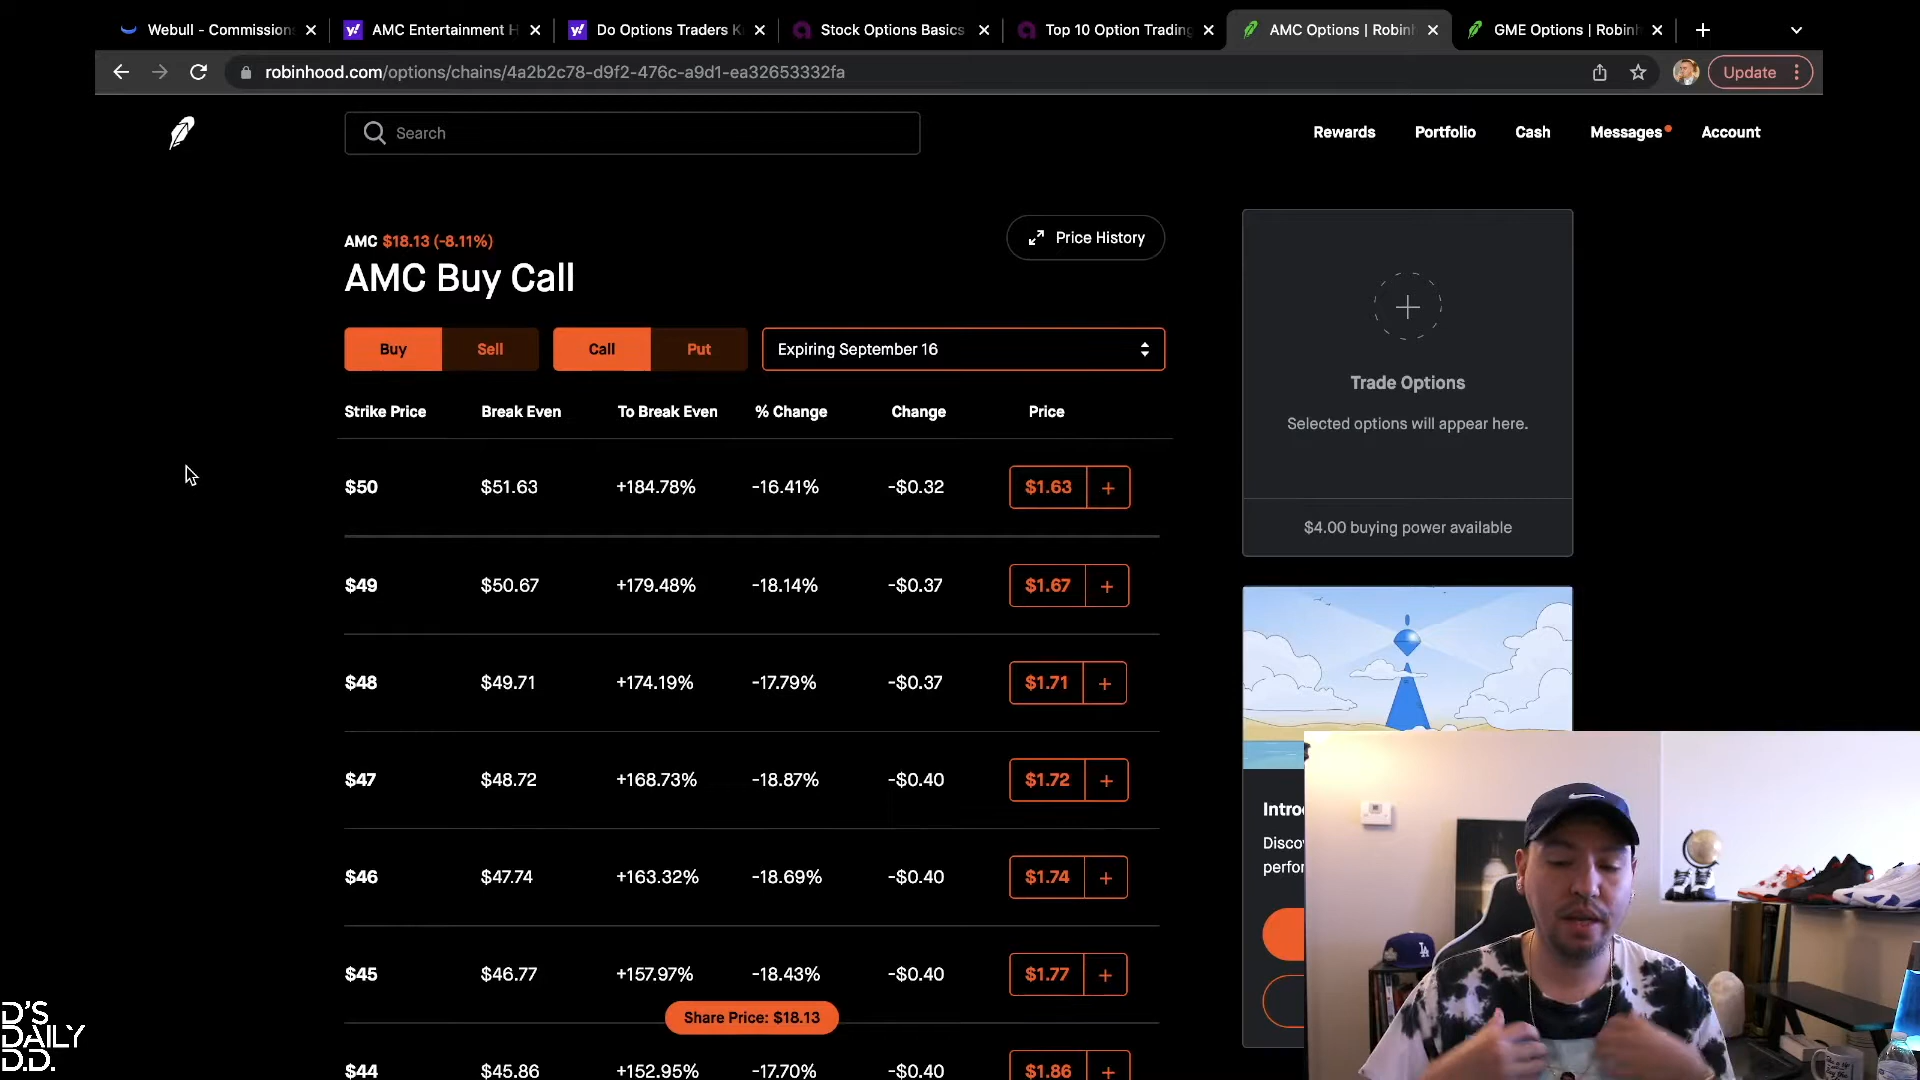 Webull - Commission
AMC Entertainment H
Do Options Traders K
Stock Options Basics
Top 10 Option Trading
AMC Options | Robinh
GME Options | Robinh
robinhood.com/options/chains/4a2b2c78-d9f2-476c-a9d1-ea32653332fa
Update
Search
Rewards
Portfolio
Cash
Messages
Account
AMC $18.13 (-8.11%)
AMC Buy Call
Price History
Buy
Sell
Call
Put
Expiring September 16
Strike Price Break Even To Break Even % Change Change Price
$50 $51.63 +184.78% -16.41% -$0.32 $1.63 +
$49 $50.67 +179.48% -18.14% -$0.37 $1.67 +
$48 $49.71 +174.19% -17.79% -$0.37 $1.71 +
$47 $48.72 +168.73% -18.87% -$0.40 $1.72 +
$46 $47.74 +163.32% -18.69% -$0.40 $1.74 +
$45 $46.77 +157.97% -18.43% -$0.40 $1.77 +
Share Price: $18.13
$44 $45.86 +152.95% -17.70% -$0.40 $1.86 +
Trade Options
Selected options will appear here.
$4.00 buying power available
Intro
Disco
perfo
LA
D'S
DAILY
D.D.